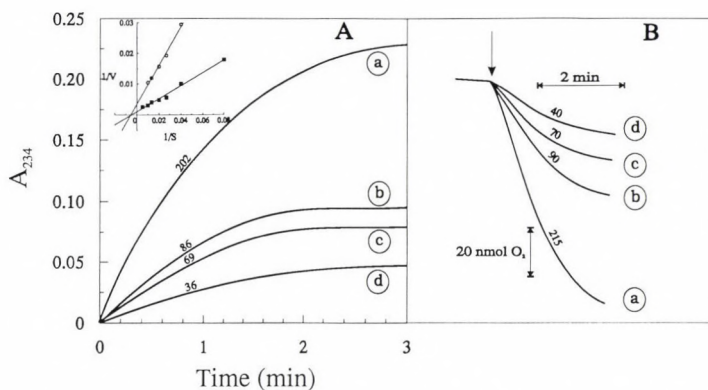 A
B
0.25
0.20
0.15
0.10
0.05
0
A₂₃₄
0.03
0.02
0.01
1/V
0.00
0.02
0.04
0.06
0.08
1/S
202
86
69
36
a
b
c
d
0
1
2
3
Time (min)
2 min
40
70
90
215
d
c
b
a
20 nmol O₂